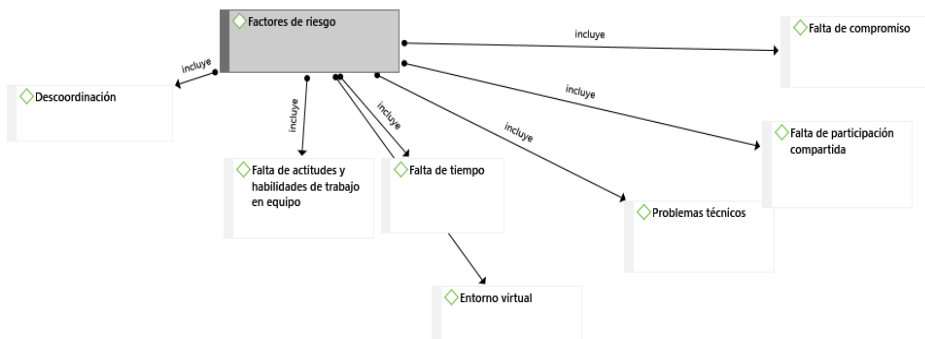 Factores de riesgo
Falta de compromiso
incluye
incluye
Descoordinación
incluye
incluye
incluye
incluye
Falta de participación
compartida
Falta de actitudes y
habilidades de trabajo
en equipo
Falta de tiempo
Problemas técnicos
Entorno virtual